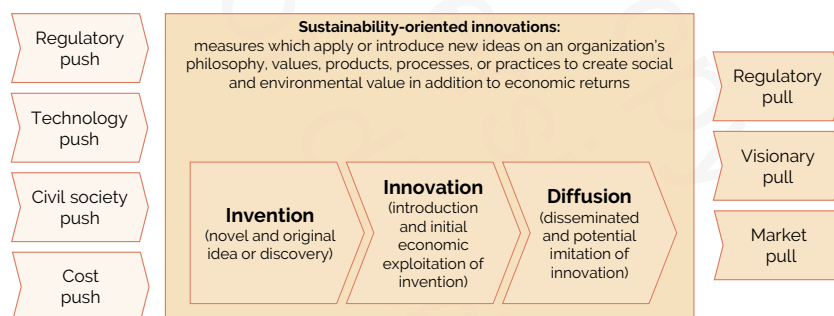 Regulatory
push
Technology
push
Civil society
push
Cost
push
Sustainability-oriented innovations:
measures which apply or introduce new ideas on an organization's
philosophy, values, products, processes, or practices to create social
and environmental value in addition to economic returns
Invention
(novel and original
idea or discovery)
Innovation
(introduction
and initial
economic
exploitation of
invention)
Diffusion
(disseminated
and potential
imitation of
innovation)
Regulatory
pull
Visionary
pull
Market
pull